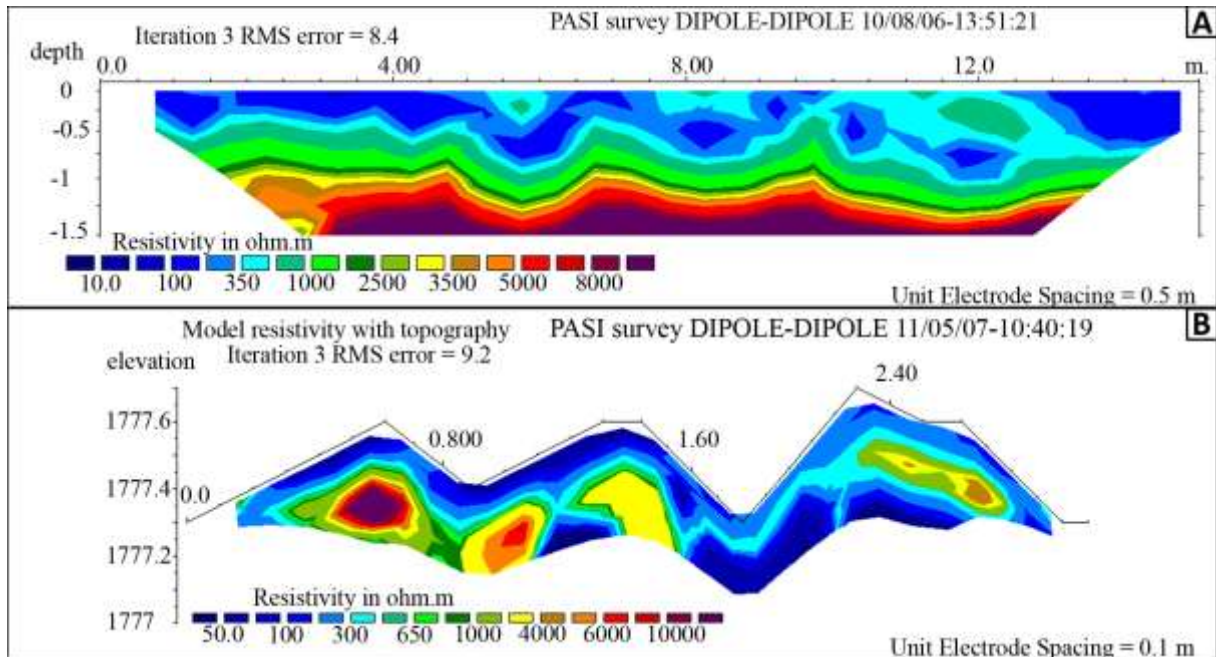 PASI survey DIPOLE-DIPOLE 10/08/06-13:51:21
A
Iteration 3 RMS error = 8.4
depth
0.0 4.00 8.00 12.0 m.
0
-0.5
-1
-1.5
Resistivity in ohm.m
10.0 100 350 1000 2500 3500 5000 8000
Unit Electrode Spacing = 0.5 m
Model resistivity with topography
PASI survey DIPOLE-DIPOLE 11/05/07-10:40:19
B
Iteration 3 RMS error = 9.2
elevation
2.40
1777.6
0.800
1.60
1777.4
0.0
1777.2
1777
Resistivity in ohm.m
50.0 100 300 650 1000 4000 6000 10000
Unit Electrode Spacing = 0.1 m